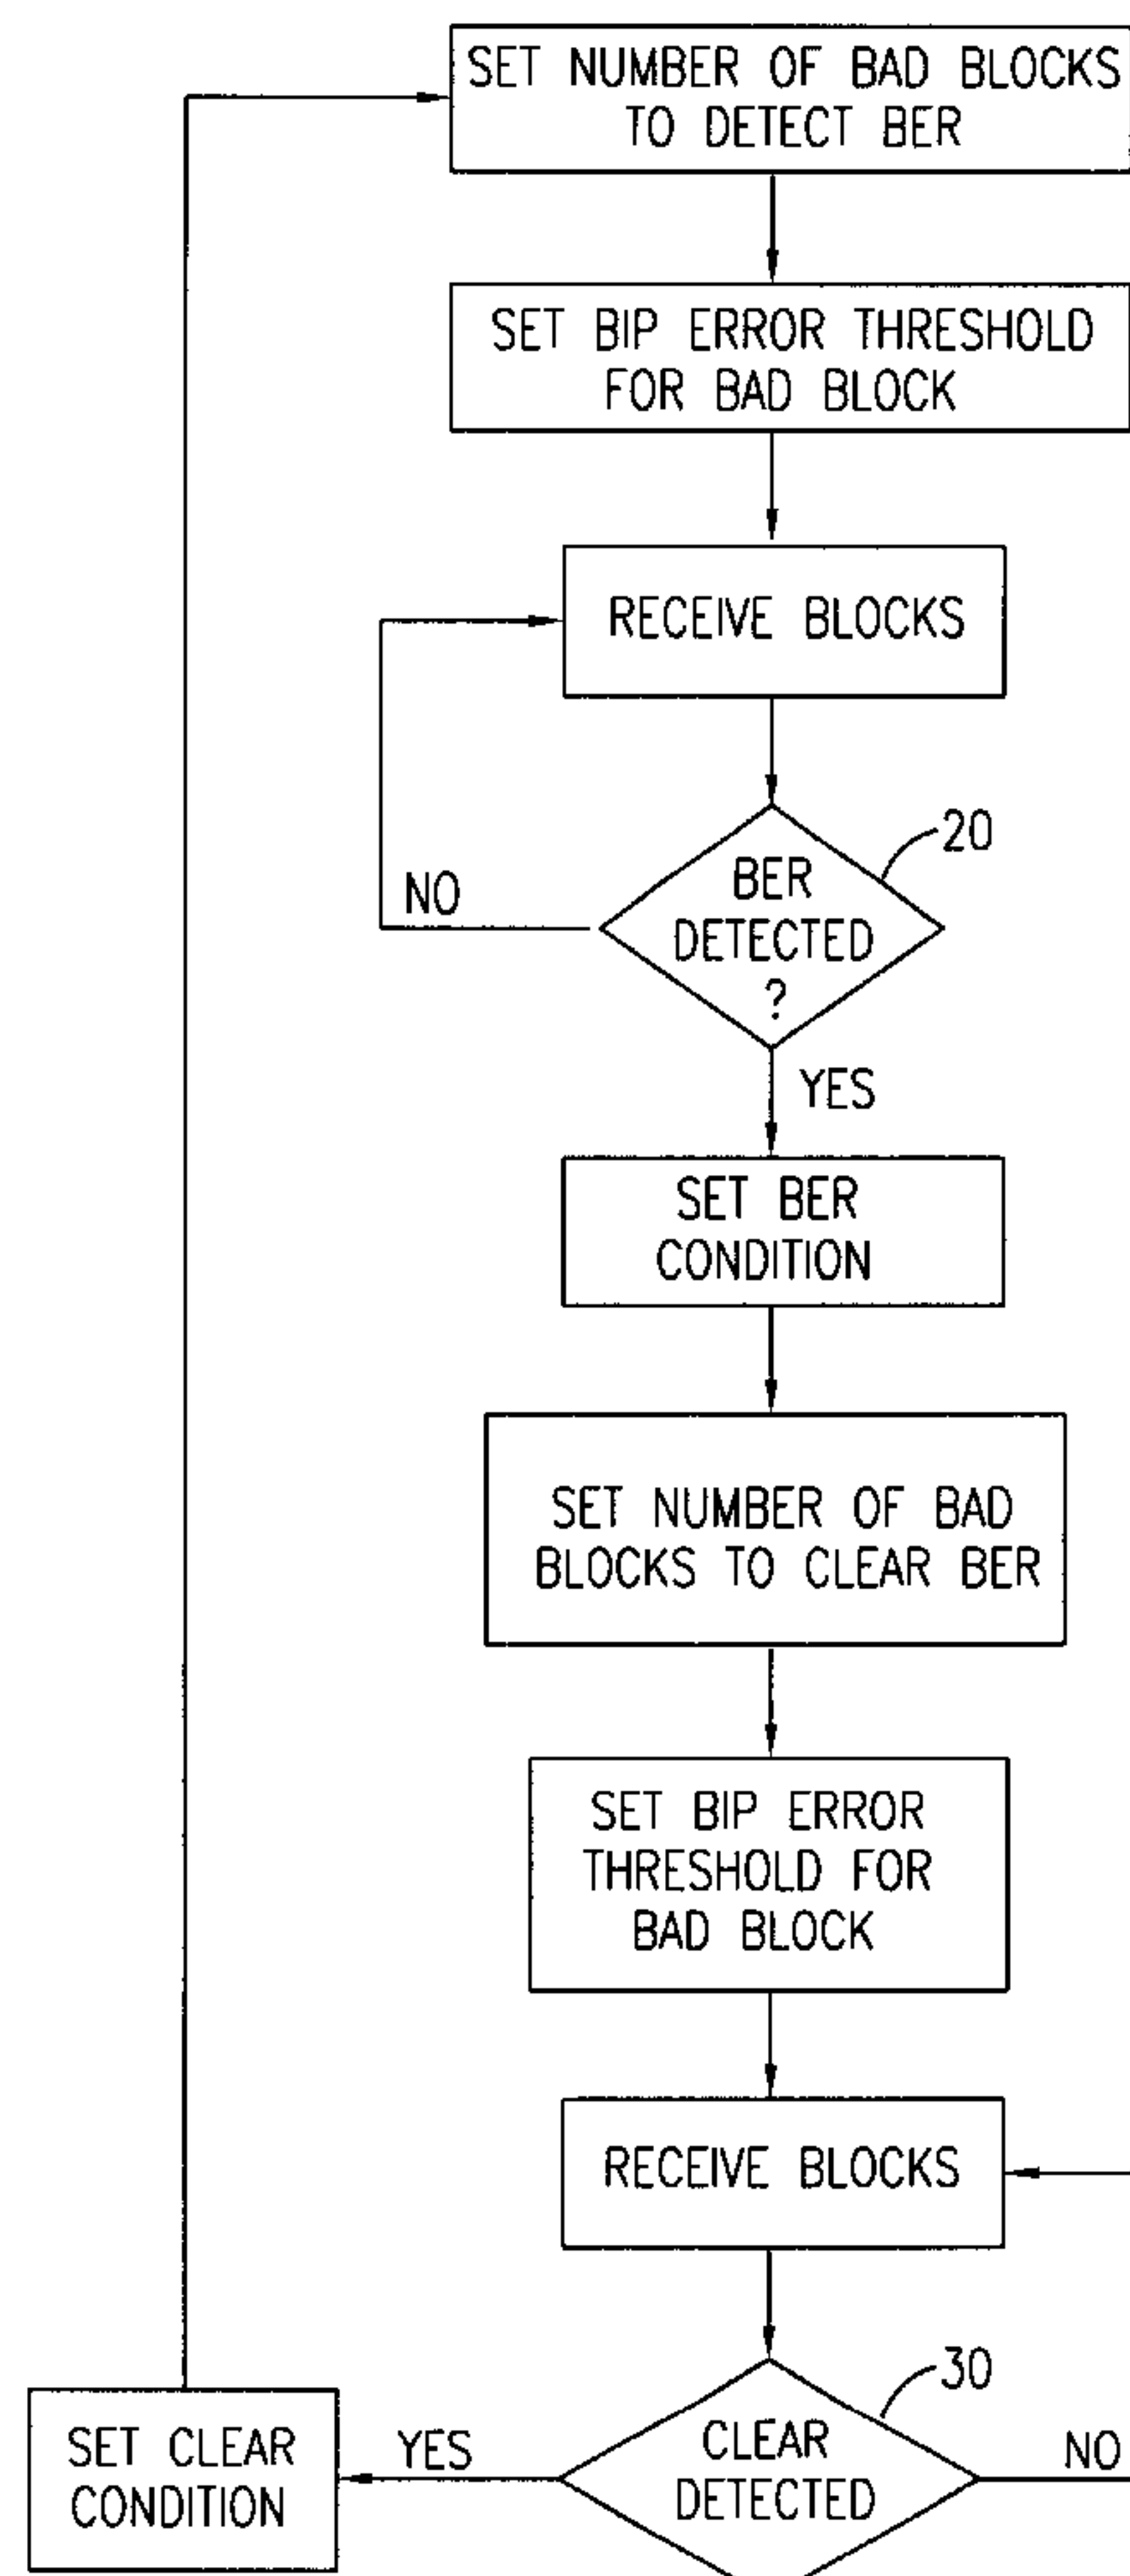 SET NUMBER OF BAD BLOCKS
TO DETECT BER
SET BIP ERROR THRESHOLD
FOR BAD BLOCK
RECEIVE BLOCKS
20
BER
DETECTED
?
NO
YES
SET BER
CONDITION
SET NUMBER OF BAD
BLOCKS TO CLEAR BER
SET BIP ERROR
THRESHOLD FOR
BAD BLOCK
RECEIVE BLOCKS
30
CLEAR
DETECTED
YES
NO
SET CLEAR
CONDITION